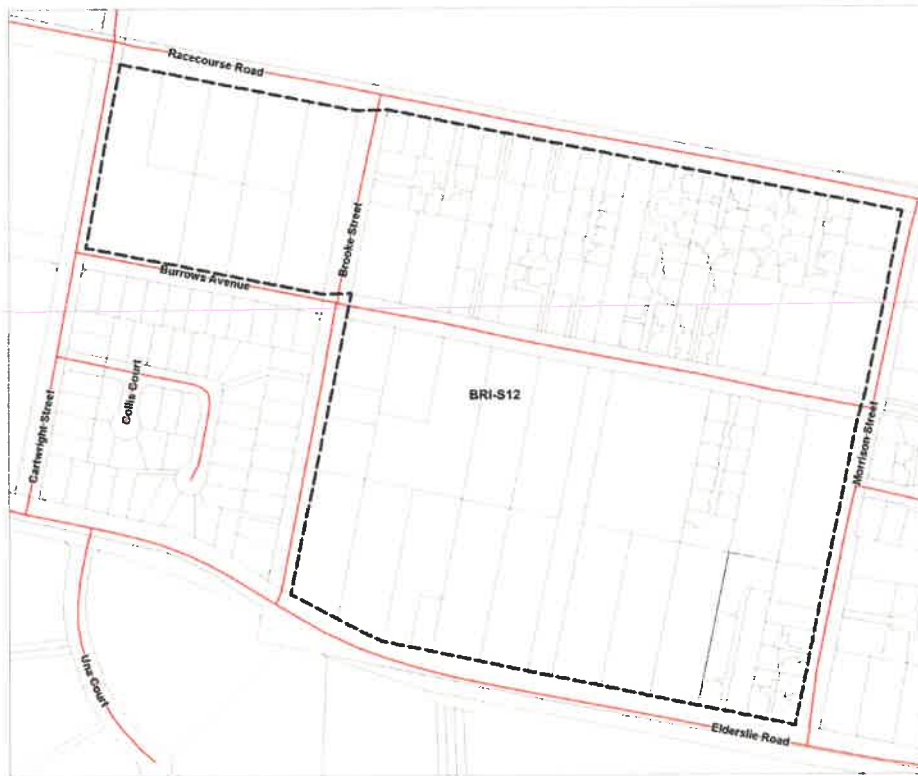 Racecourse Road
Brooke Street
Burrows Avenue
Collis Court
Cartwright Street
BRI-S12
Morrison Street
Una Court
Elderslie Road